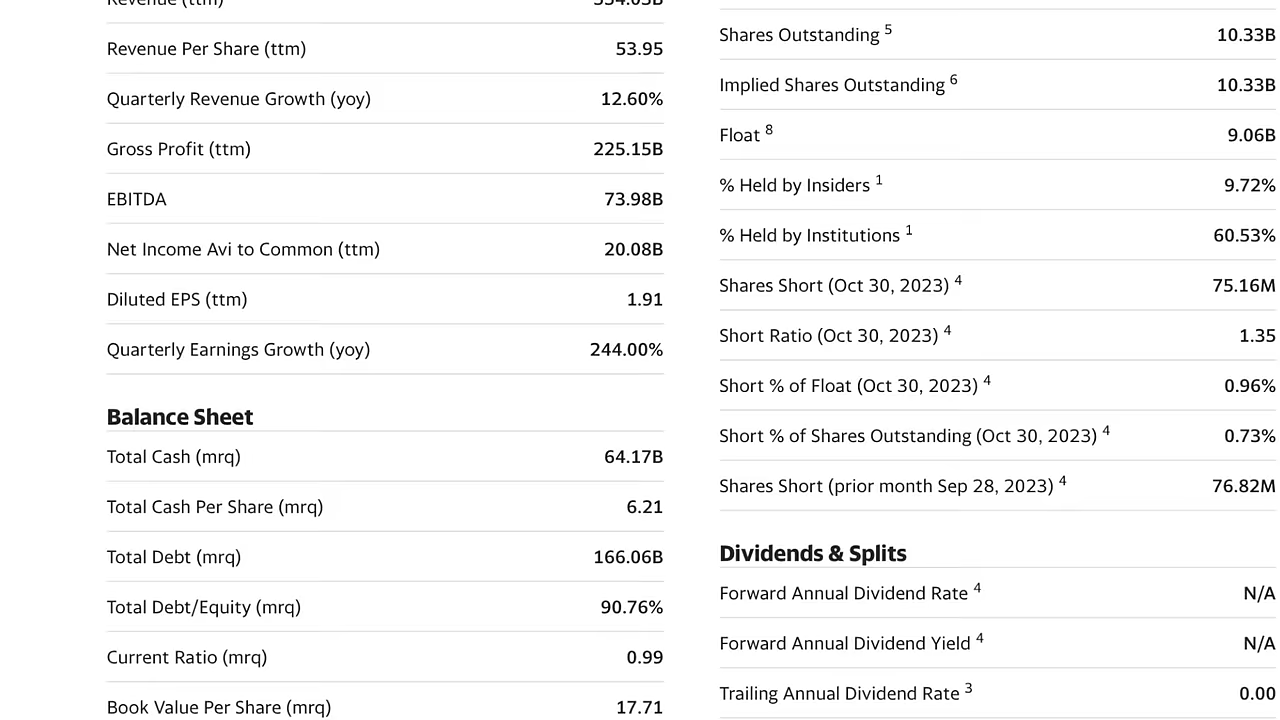 Revenue (ttm) 554.03B
Revenue Per Share (ttm) 53.95
Quarterly Revenue Growth (yoy) 12.60%
Gross Profit (ttm) 225.15B
EBITDA 73.98B
Net Income Avi to Common (ttm) 20.08B
Diluted EPS (ttm) 1.91
Quarterly Earnings Growth (yoy) 244.00%
Balance Sheet
Total Cash (mrq) 64.17B
Total Cash Per Share (mrq) 6.21
Total Debt (mrq) 166.06B
Total Debt/Equity (mrq) 90.76%
Current Ratio (mrq) 0.99
Book Value Per Share (mrq) 17.71
Shares Outstanding 5 10.33B
Implied Shares Outstanding 6 10.33B
Float 8 9.06B
% Held by Insiders 1 9.72%
% Held by Institutions 1 60.53%
Shares Short (Oct 30, 2023) 4 75.16M
Short Ratio (Oct 30, 2023) 4 1.35
Short % of Float (Oct 30, 2023) 4 0.96%
Short % of Shares Outstanding (Oct 30, 2023) 4 0.73%
Shares Short (prior month Sep 28, 2023) 4 76.82M
Dividends & Splits
Forward Annual Dividend Rate 4 N/A
Forward Annual Dividend Yield 4 N/A
Trailing Annual Dividend Rate 3 0.00